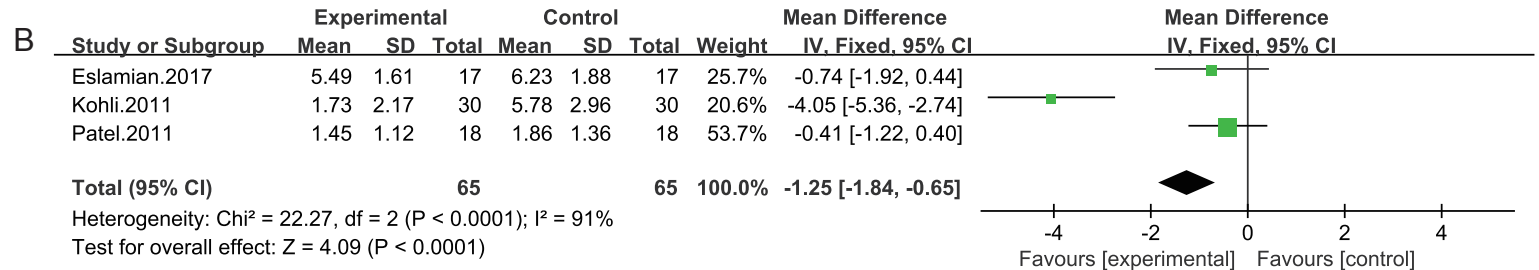 B
Experimental Control Mean Difference Mean Difference
Study or Subgroup Mean SD Total Mean SD Total Weight IV, Fixed, 95% CI IV, Fixed, 95% CI
Eslamian.2017 5.49 1.61 17 6.23 1.88 17 25.7% -0.74 [-1.92, 0.44]
Kohli.2011 1.73 2.17 30 5.78 2.96 30 20.6% -4.05 [-5.36, -2.74]
Patel.2011 1.45 1.12 18 1.86 1.36 18 53.7% -0.41 [-1.22, 0.40]
Total (95% CI) 65 65 100.0% -1.25 [-1.84, -0.65]
Heterogeneity: Chi² = 22.27, df = 2 (P < 0.0001); I² = 91%
Test for overall effect: Z = 4.09 (P < 0.0001)
-4 -2 0 2 4
Favours [experimental] Favours [control]